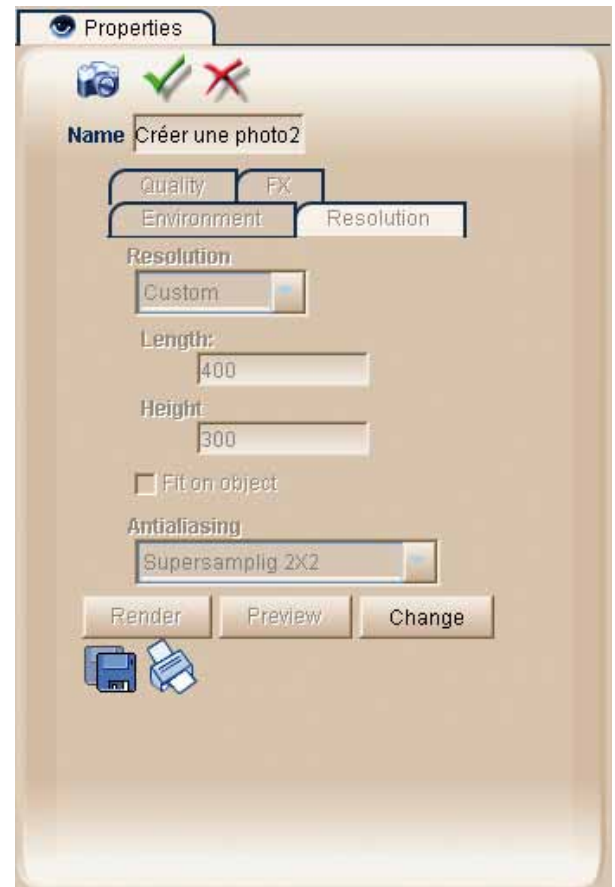 Properties
Name Créer une photo2
Quality FX
Environment Resolution
Resolution
Custom
Length:
400
Height
300
Fit on object
Antialiasing
Supersamplig 2X2
Render Preview Change